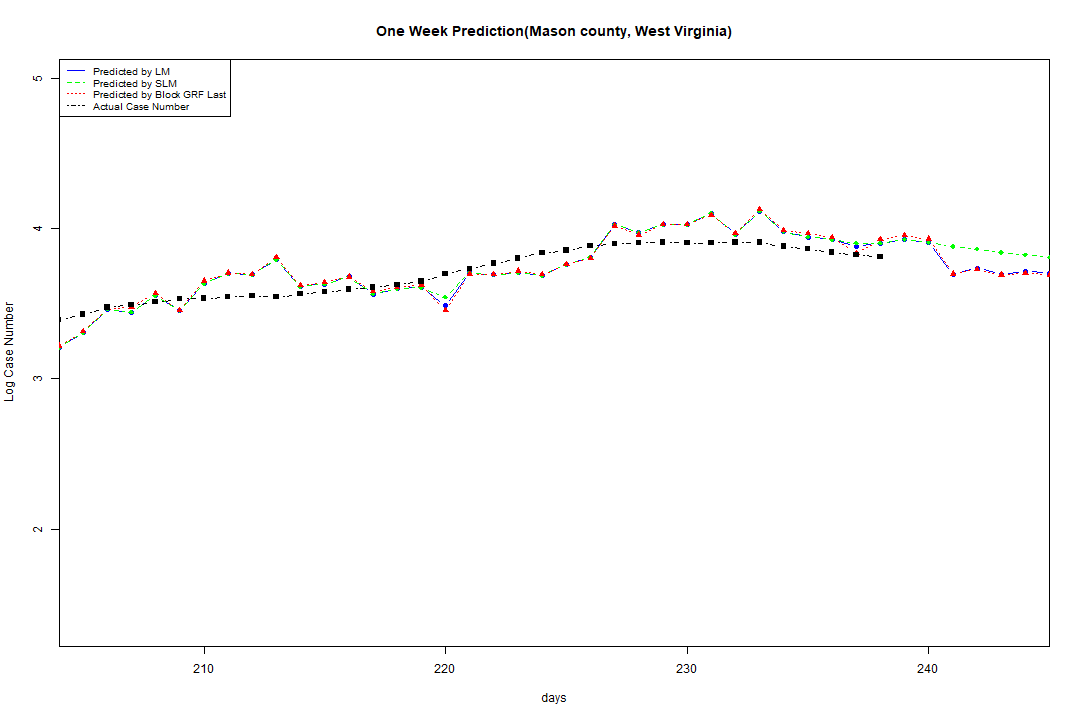 One Week Prediction(Mason county, West Virginia)
Predicted by LM
Predicted by SLM
Predicted by Block GRF Last
Actual Case Number
5
4
3
2
Log Case Number
210
220
230
240
days